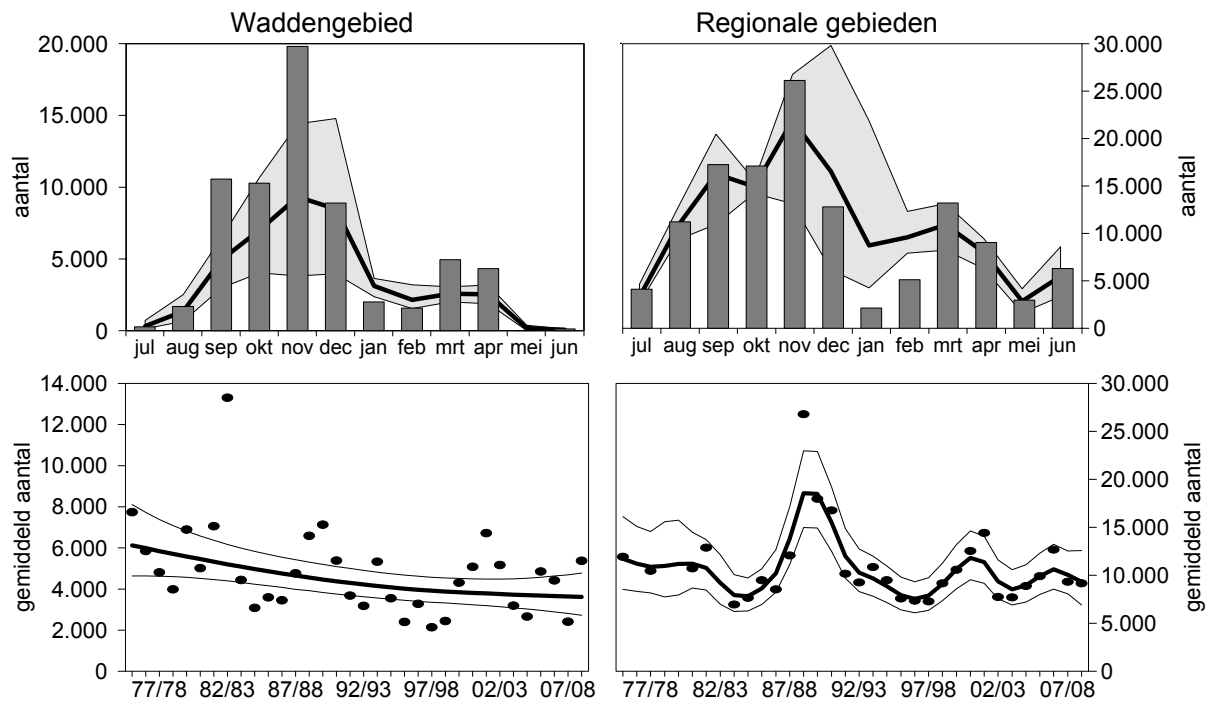 Waddengebied
Regionale gebieden
20.000
15.000
10.000
5.000
0
aantal
jul aug sep okt nov dec jan feb mrt apr mei jun
30.000
25.000
20.000
15.000
10.000
5.000
0
aantal
jul aug sep okt nov dec jan feb mrt apr mei jun
14.000
12.000
10.000
8.000
6.000
4.000
2.000
0
gemiddeld aantal
77/78 82/83 87/88 92/93 97/98 02/03 07/08
30.000
25.000
20.000
15.000
10.000
5.000
0
gemiddeld aantal
77/78 82/83 87/88 92/93 97/98 02/03 07/08